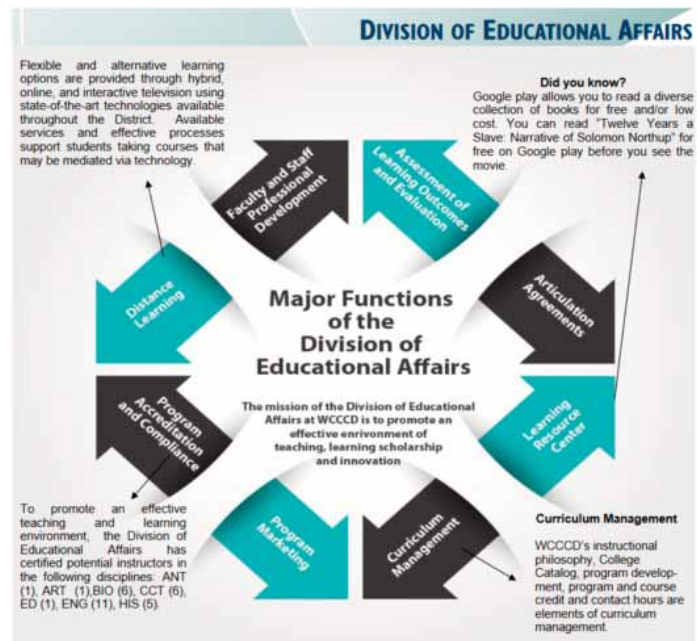 DIVISION OF EDUCATIONAL AFFAIRS
Flexible and alternative learning
options are provided through hybrid,
online, and interactive television using
state-of-the-art technologies available
throughout the District. Available
services and effective processes
support students taking courses that
may be mediated via technology.
Did you know?
Google play allows you to read a diverse
collection of books for free and/or low
cost. You can read "Twelve Years a
Slave: Narrative of Solomon Northup" for
free on Google play before you see the
movie.
Faculty and Staff
Professional
Development
Assessment of
Learning Outcomes
and Evaluation
Distance
Learning
Articulation
Agreements
Major Functions
of the
Division of
Educational Affairs
The mission of the Division of Educational
Affairs at WCCCD is to promote an
effective enrivonment of
teaching, learning scholarship
and innovation
Program
Accreditation
and Compliance
Learning
Resource
Center
Program
Marketing
Curriculum
Management
To promote an effective
teaching and learning
environment, the Division of
Educational Affairs has
certified potential instructors in
the following disciplines: ANT
(1), ART (1),BIO (6), CCT (6),
ED (1), ENG (11), HIS (5).
Curriculum Management
WCCCD's instructional
philosophy, College
Catalog, program develop-
ment, program and course
credit and contact hours are
elements of curriculum
management.